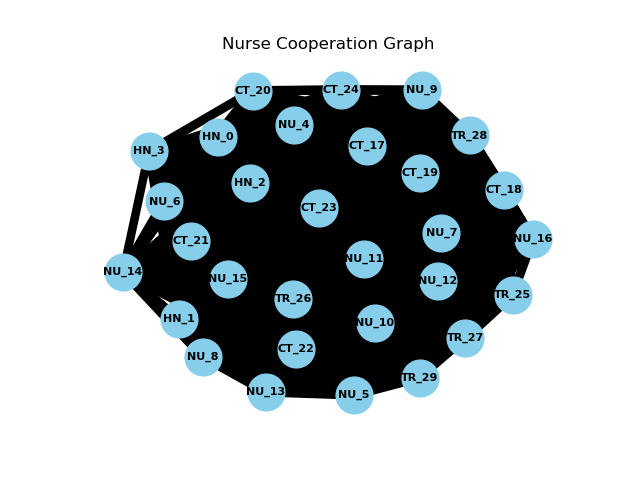 Nurse Cooperation Graph
CT_20
CT_24
NU_9
NU_4
HN_0
TR_28
CT_17
HN_3
CT_19
HN_2
CT_18
NU_6
CT_23
NU_7
NU_16
CT_21
NU_11
NU_14
NU_15
NU_12
TR_25
TR_26
HN_1
NU_10
TR_27
CT_22
NU_8
TR_29
NU_13
NU_5